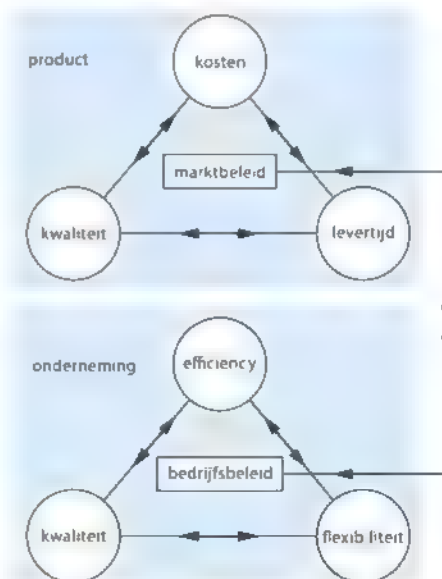 product
kosten
marktbeleid
kwaliteit
levertijd
onderneming
efficiency
bedrijfsbeleid
kwaliteit
flexibiliteit